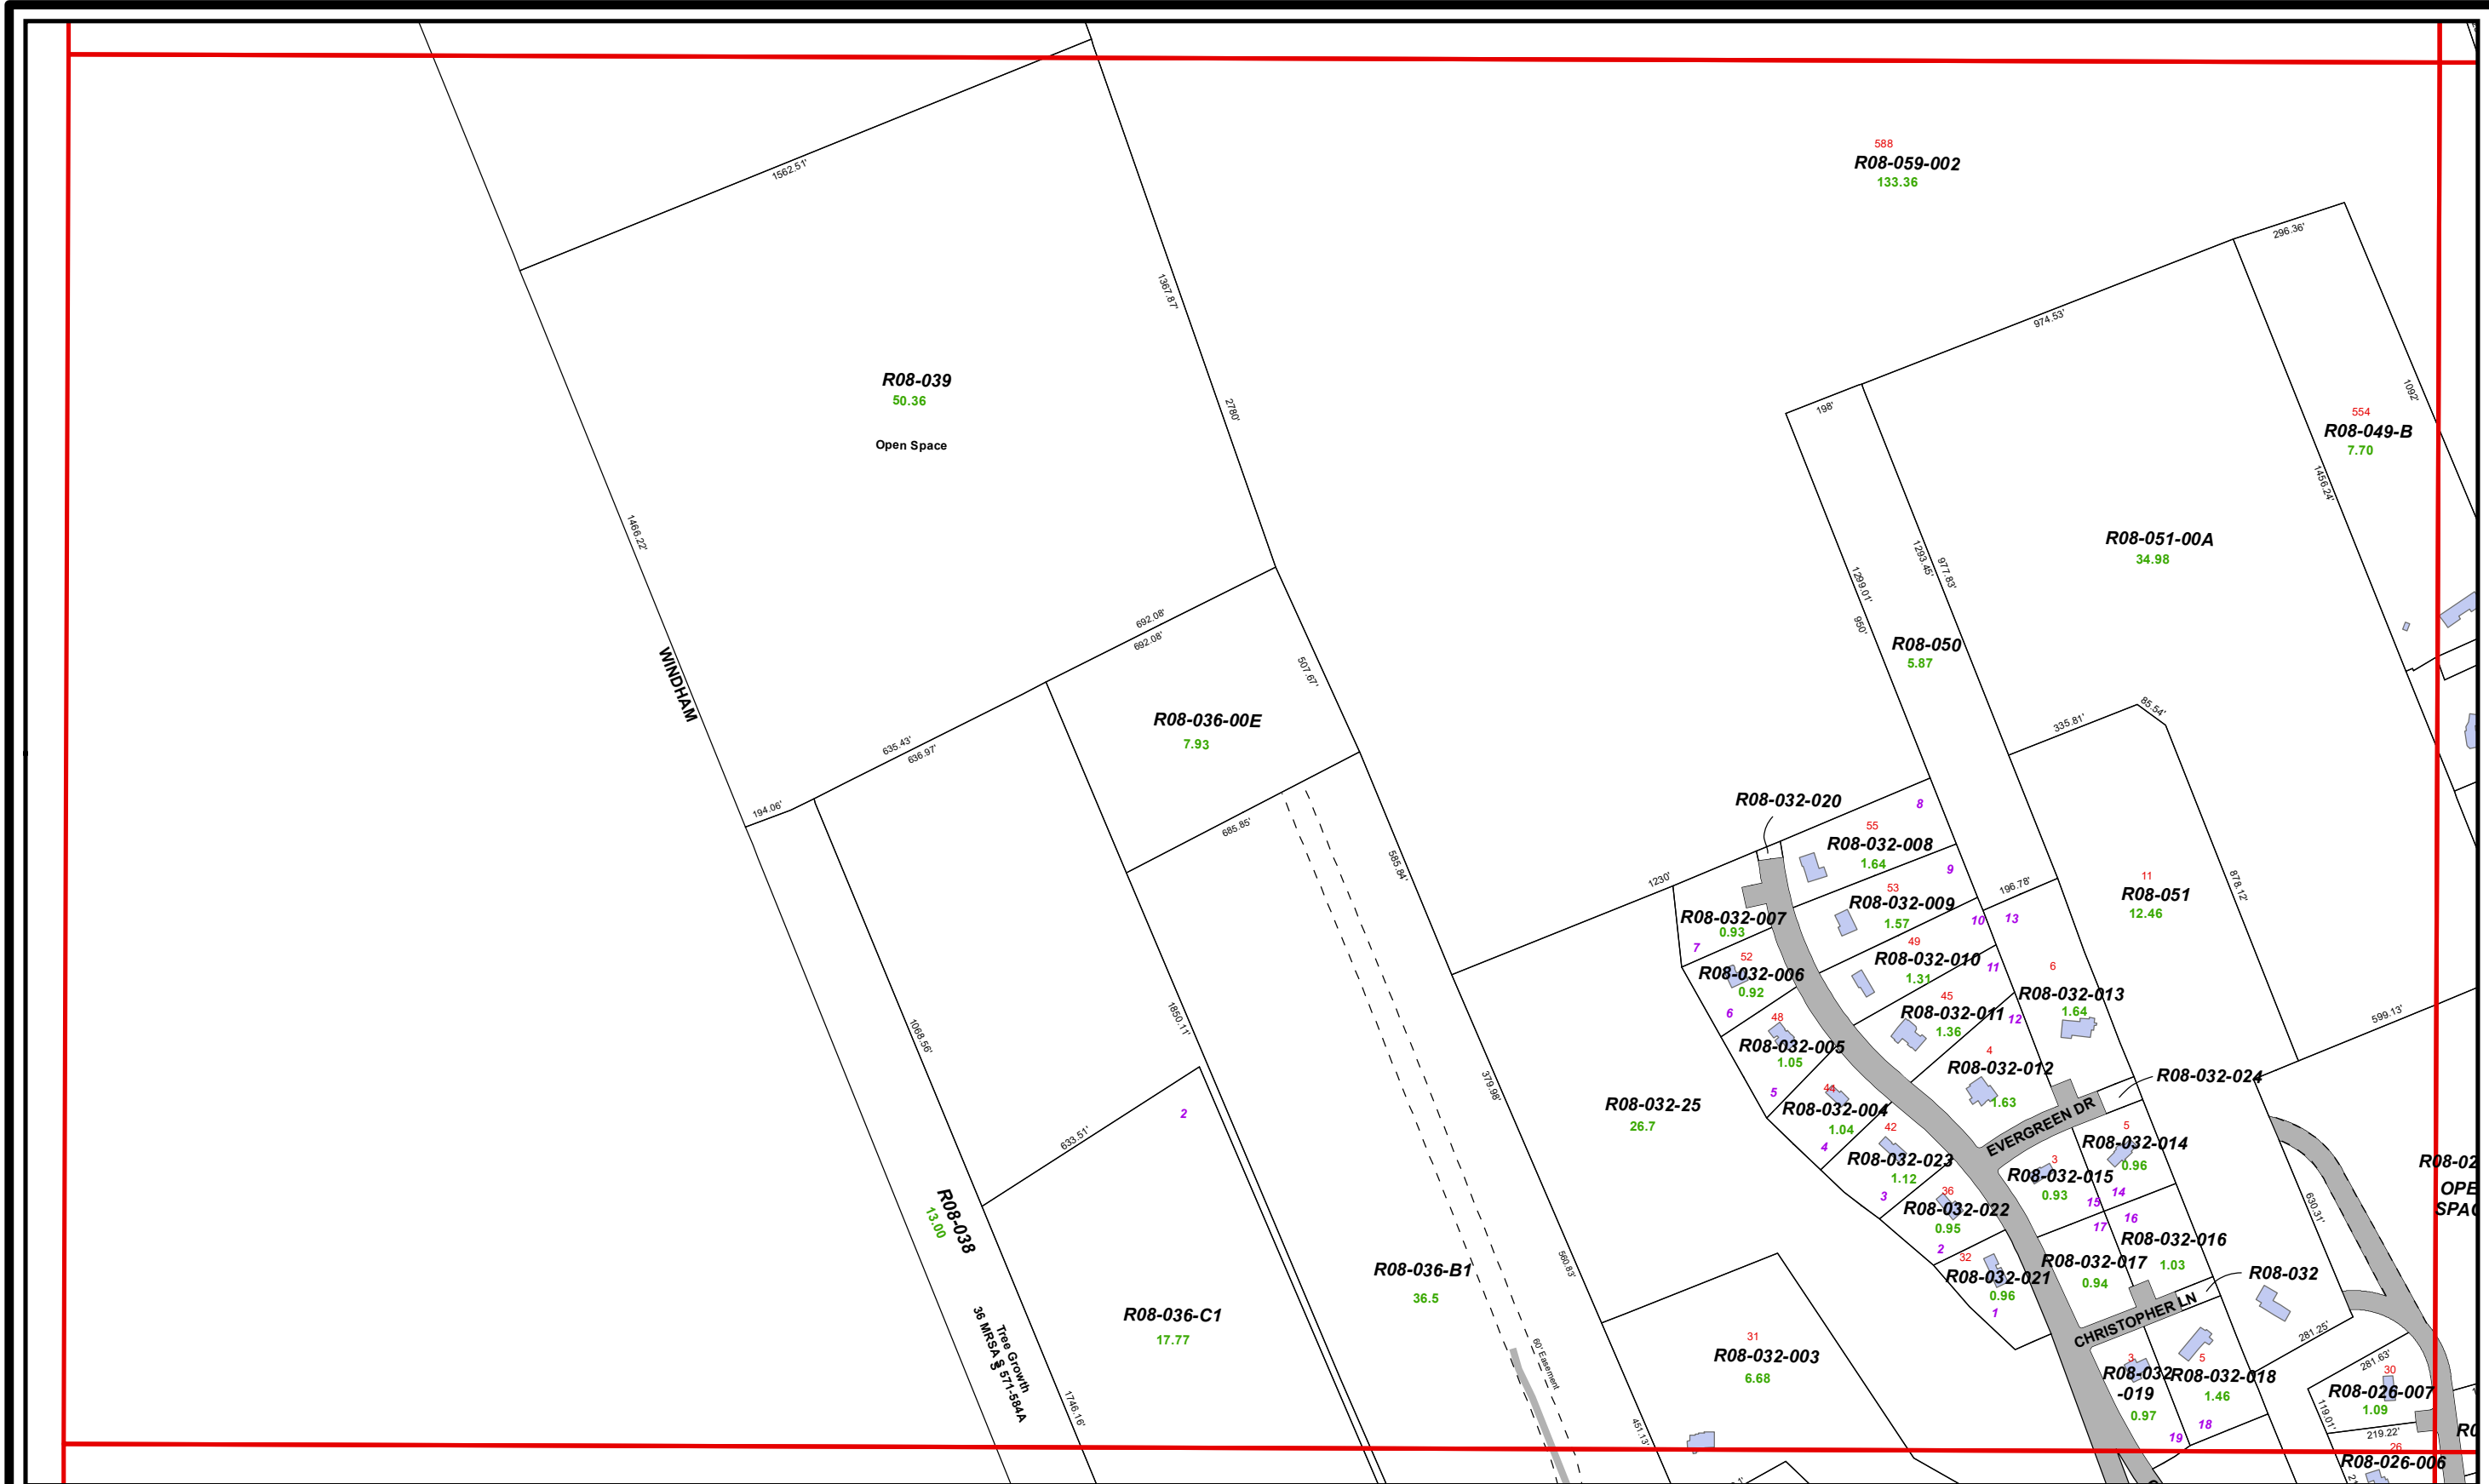 588
R08-059-002
133.36
1562.51'
296.36'
1367.87'
974.53'
R08-039
50.36
Open Space
2780'
198'
1092'
554
R08-049-B
7.70
1456.24'
1466.22'
R08-051-00A
34.98
1293.45'
977.83'
1299.01'
950'
R08-050
5.87
WINDHAM
692.08'
692.08'
507.67'
R08-036-00E
7.93
635.43'
636.97'
194.06'
685.85'
585.84'
335.81'
85.54'
R08-032-020
8
55
R08-032-008
1.64
9
1230'
53
R08-032-009
1.57
196.78'
11
R08-051
12.46
878.12'
R08-032-007
0.93
7
10
13
49
R08-032-010
1.31
11
52
R08-032-006
0.92
6
6
R08-032-013
1.64
45
R08-032-011
1.36
12
48
R08-032-005
1.05
5
599.13'
1068.56'
1850.11'
379.98'
4
R08-032-012
1.63
R08-032-024
44
R08-032-004
1.04
4
R08-032-25
26.7
2
633.51'
EVERGREEN DR
42
R08-032-023
1.12
3
5
R08-032-014
0.96
14
3
R08-032-015
0.93
15
R08-02
OPE
SPAC
36
R08-032-022
0.95
2
16
17
R08-032-016
1.03
630.31'
R08-038
13.00
32
R08-032-021
0.96
1
R08-032-017
0.94
R08-032
R08-036-B1
36.5
560.83'
CHRISTOPHER LN
R08-036-C1
17.77
Tree Growth
36 MRSA § 571-584A
60' Easement
31
R08-032-003
6.68
281.25'
281.63'
3
R08-032
-019
0.97
19
5
R08-032-018
1.46
18
30
R08-026-007
1.09
119.01'
219.22'
1746.16'
451.13'
26
R08-026-006